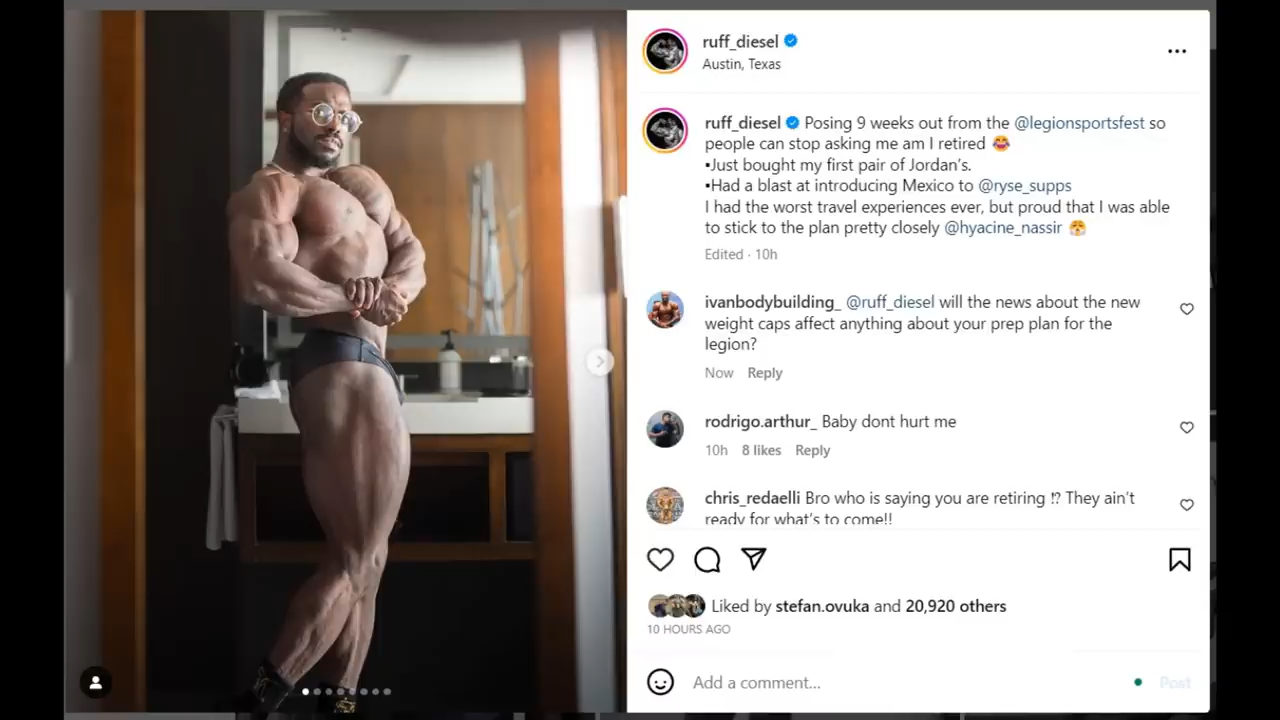 ruff_diesel
Austin, Texas
ruff_diesel Posing 9 weeks out from the @legionsportsfest so
people can stop asking me am I retired 😂
•Just bought my first pair of Jordan's.
•Had a blast at introducing Mexico to @ryse_supps
I had the worst travel experiences ever, but proud that I was able
to stick to the plan pretty closely @hyacine_nassir 😤
Edited · 10h
ivanbodybuilding_ @ruff_diesel will the news about the new
weight caps affect anything about your prep plan for the
legion?
Now Reply
rodrigo.arthur_ Baby dont hurt me
10h 8 likes Reply
chris_redaelli Bro who is saying you are retiring ⁉ They ain't
ready for what's to come!!
Liked by stefan.ovuka and 20,920 others
10 HOURS AGO
Add a comment...
Post